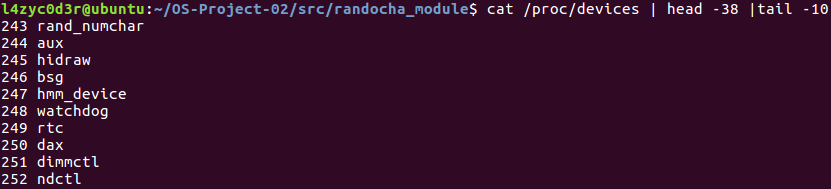 l4zyc0d3r@ubuntu:~/OS-Project-02/src/randocha_module$ cat /proc/devices | head -38 |tail -10
243 rand_numchar
244 aux
245 hidraw
246 bsg
247 hmm_device
248 watchdog
249 rtc
250 dax
251 dimmctl
252 ndctl